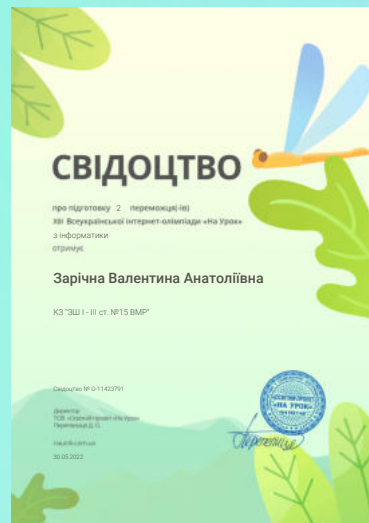 СВІДОЦТВО
про підготовку 2 переможця(-ів)
XIII Всеукраїнської інтернет-олімпіади «На Урок»
з інформатики
отримує
Зарічна Валентина Анатоліївна
КЗ "ЗШ І - ІІІ ст. №15 ВМР"
Свідоцтво № О-11423791
Директор
ТОВ «Освітній проект «На Урок»
naurok.com.ua
30.05.2022
«НА УРОК»